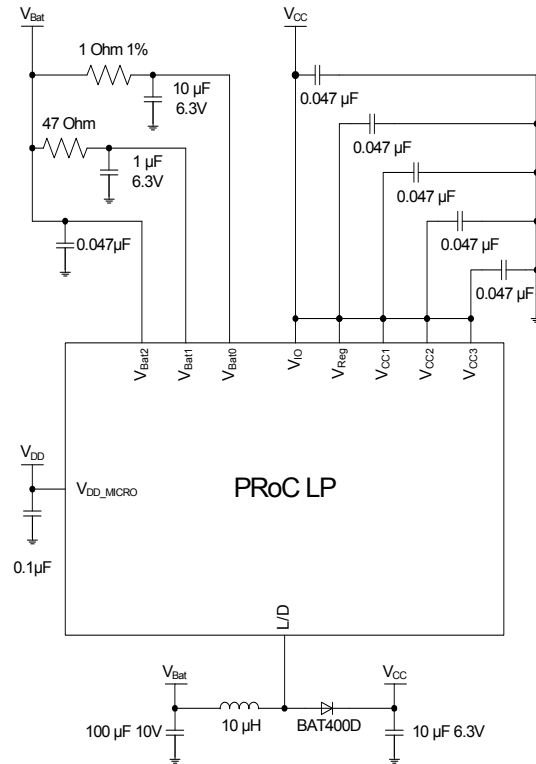 VBat
VCC
1 Ohm 1%
10 µF
6.3V
0.047 µF
47 Ohm
1 µF
6.3V
0.047 µF
0.047 µF
0.047µF
0.047 µF
0.047 µF
VBat2
VBat1
VBat0
VIO
VReg
VCC1
VCC2
VCC3
VDD
VDD_MICRO
PRoC LP
0.1µF
L/D
VBat
VCC
100 µF 10V
10 µH
BAT400D
10 µF 6.3V